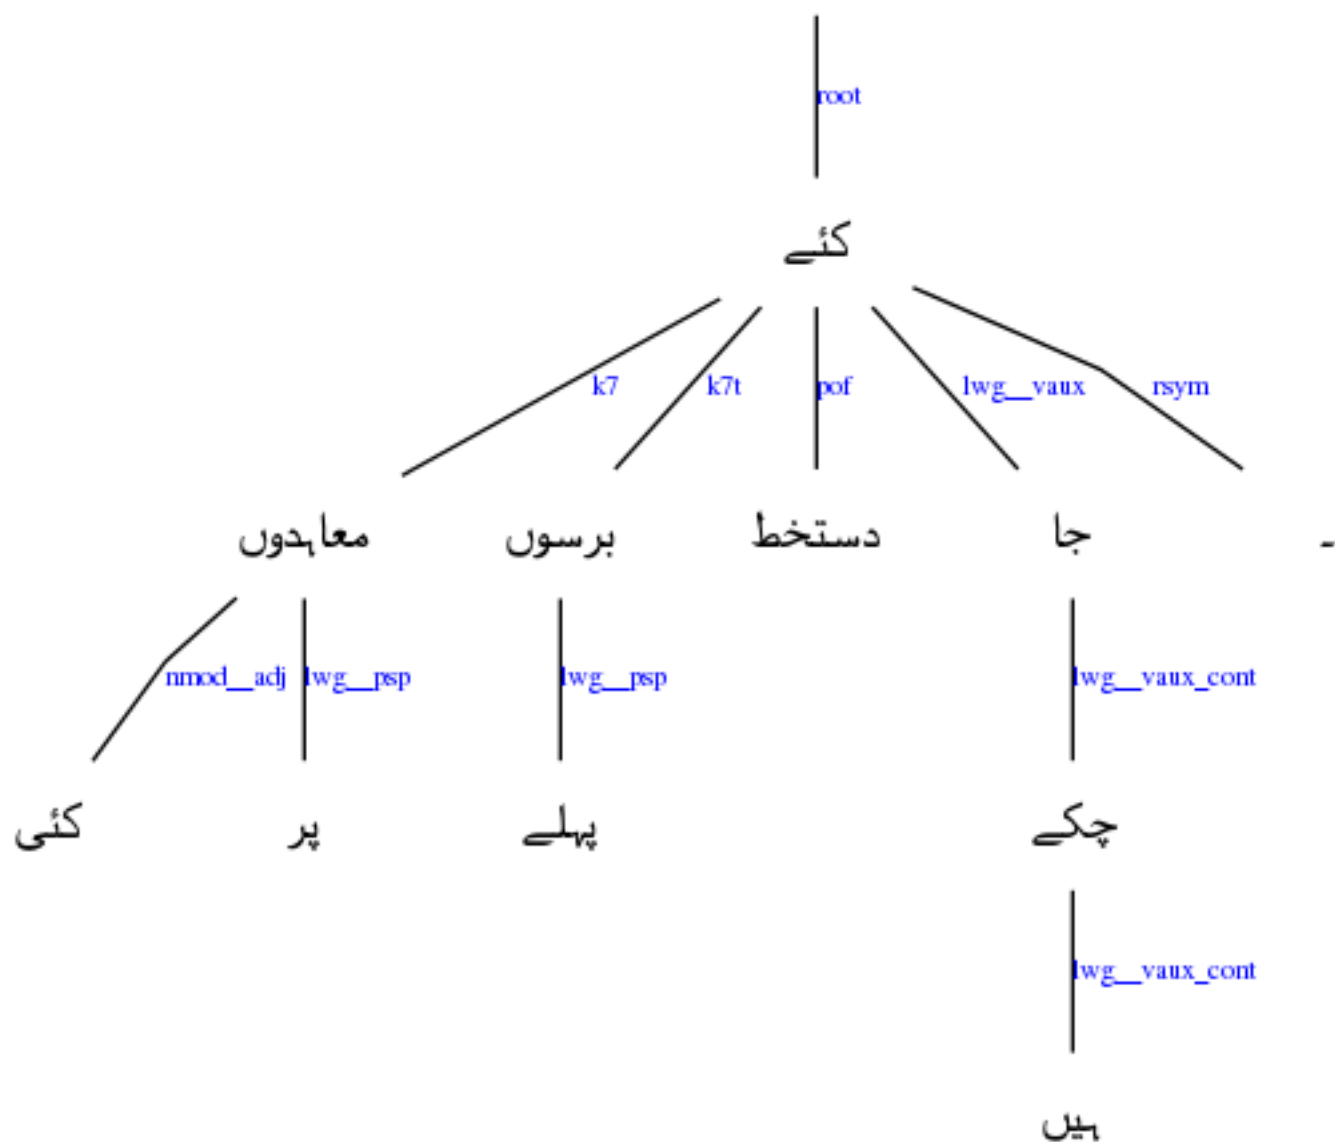 root
کئے
k7 k7t pof lwg__vaux rsym
معاہدوں برسوں دستخط جا ۔
nmod__adj lwg__psp lwg__psp lwg__vaux_cont
کئی پر پہلے چکے
lwg__vaux_cont
ہیں